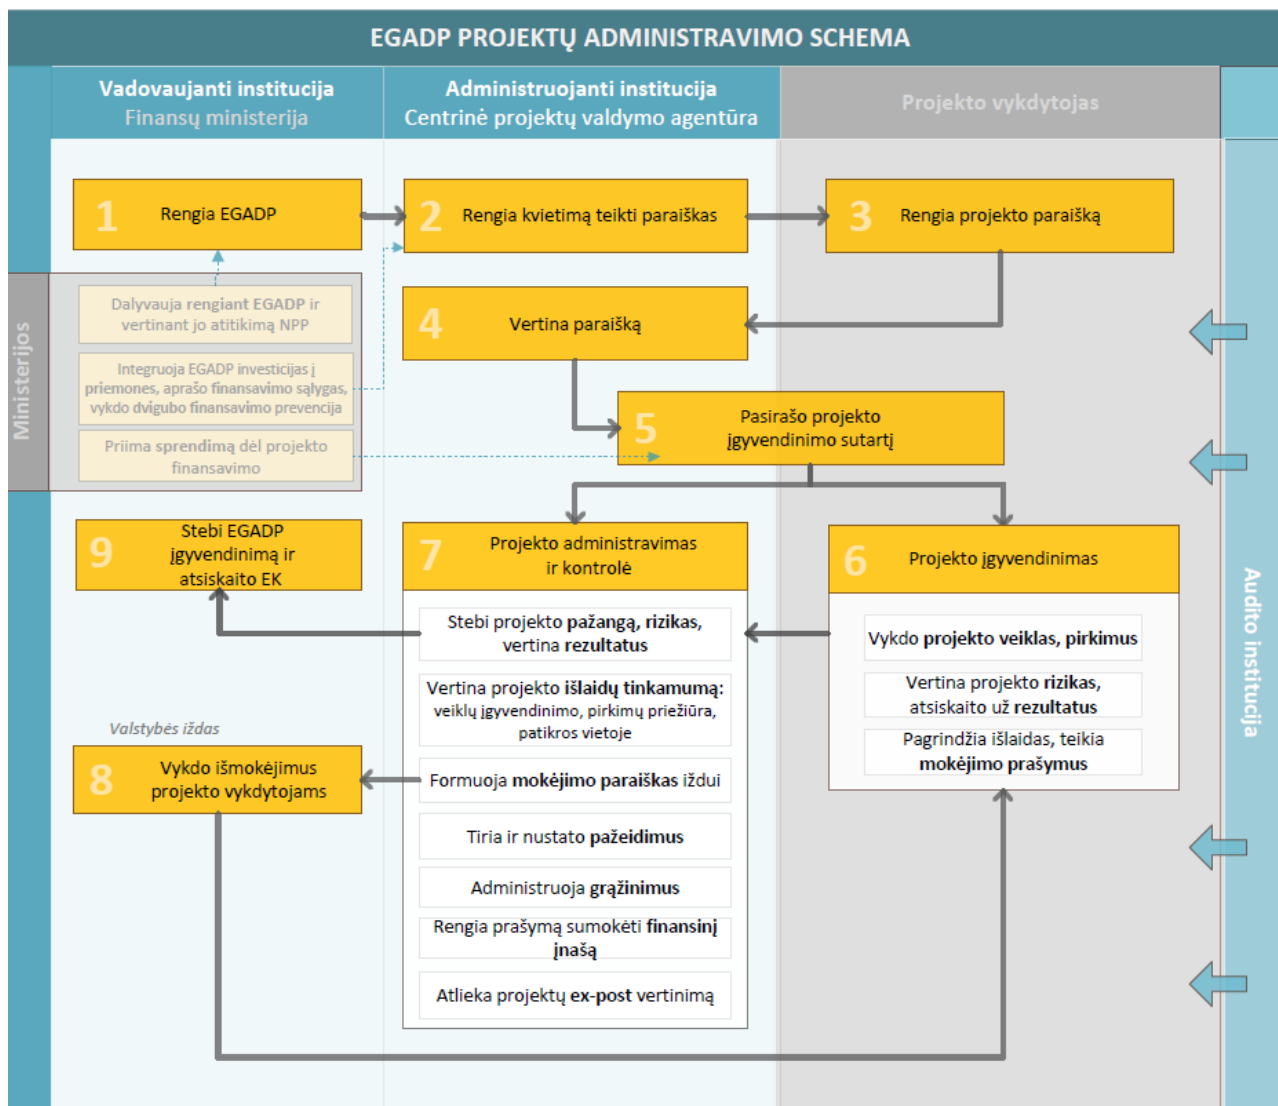 EGADP PROJEKTŲ ADMINISTRAVIMO SCHEMA
Vadovaujanti institucija
Finansų ministerija
Administruojanti institucija
Centrinė projektų valdymo agentūra
Projekto vykdytojas
1
Rengia EGADP
2
Rengia kvietimą teikti paraiškas
3
Rengia projekto paraišką
Ministerijos
Dalyvauja rengiant EGADP ir
vertinant jo atitikimą NPP
Integruoja EGADP investicijas į
priemones, aprašo finansavimo sąlygas,
vykdo dvigubo finansavimo prevencija
Priima sprendimą dėl projekto
finansavimo
4
Vertina paraišką
5
Pasirašo projekto
įgyvendinimo sutartį
9
Stebi EGADP
įgyvendinimą ir
atsiskaito EK
7
Projekto administravimas
ir kontrolė
6
Projekto įgyvendinimas
Stebi projekto pažangą, rizikas,
vertina rezultatus
Vertina projekto išlaidų tinkamumą:
veiklų įgyvendinimo, pirkimų priežiūra,
patikros vietoje
Formuoja mokėjimo paraiškas iždui
Tiria ir nustato pažeidimus
Administruoja grąžinimus
Rengia prašymą sumokėti finansinį
įnašą
Atlieka projektų ex-post vertinimą
Vykdo projekto veiklas, pirkimus
Vertina projekto rizikas,
atsiskaito už rezultatus
Pagrindžia išlaidas, teikia
mokėjimo prašymus
Valstybės iždas
8
Vykdo išmokėjimus
projekto vykdytojams
Audito institucija